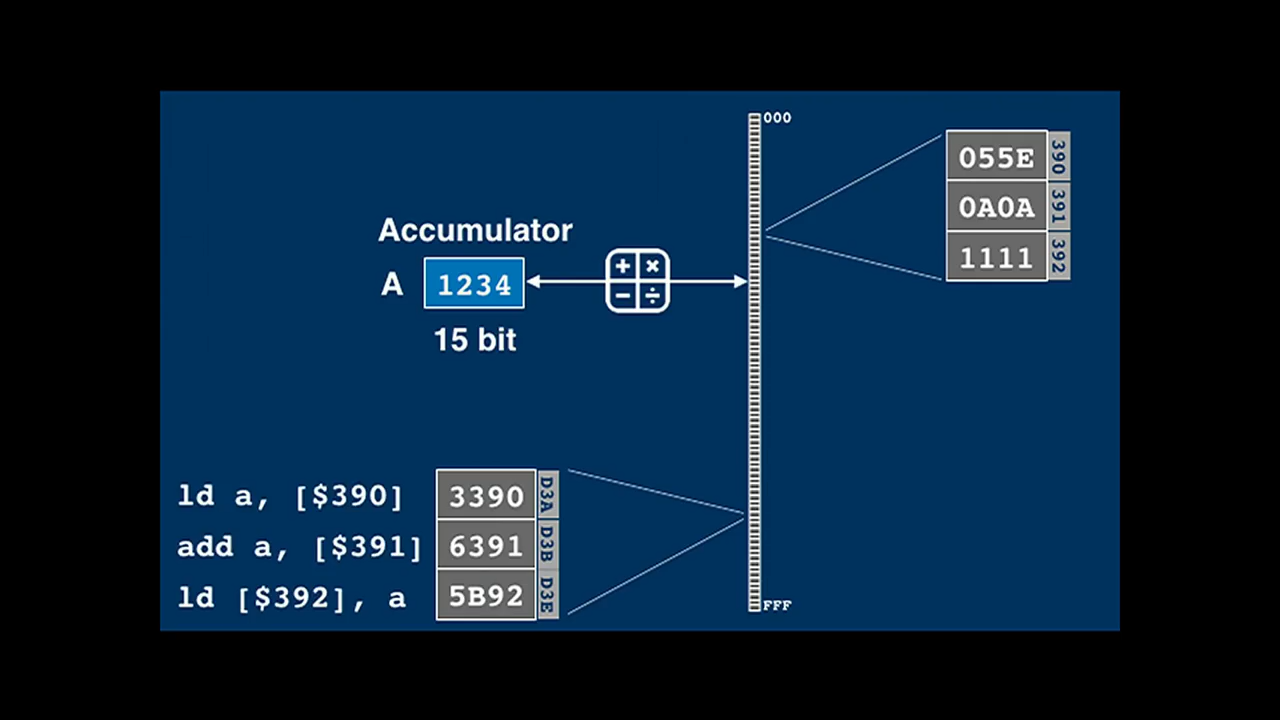 000
055E 390
0A0A 391
1111 392
Accumulator
A 1234
+ ×
− ÷
15 bit
ld a, [$390] 3390 D3A
add a, [$391] 6391 D3B
ld [$392], a 5B92 D3E
FFF